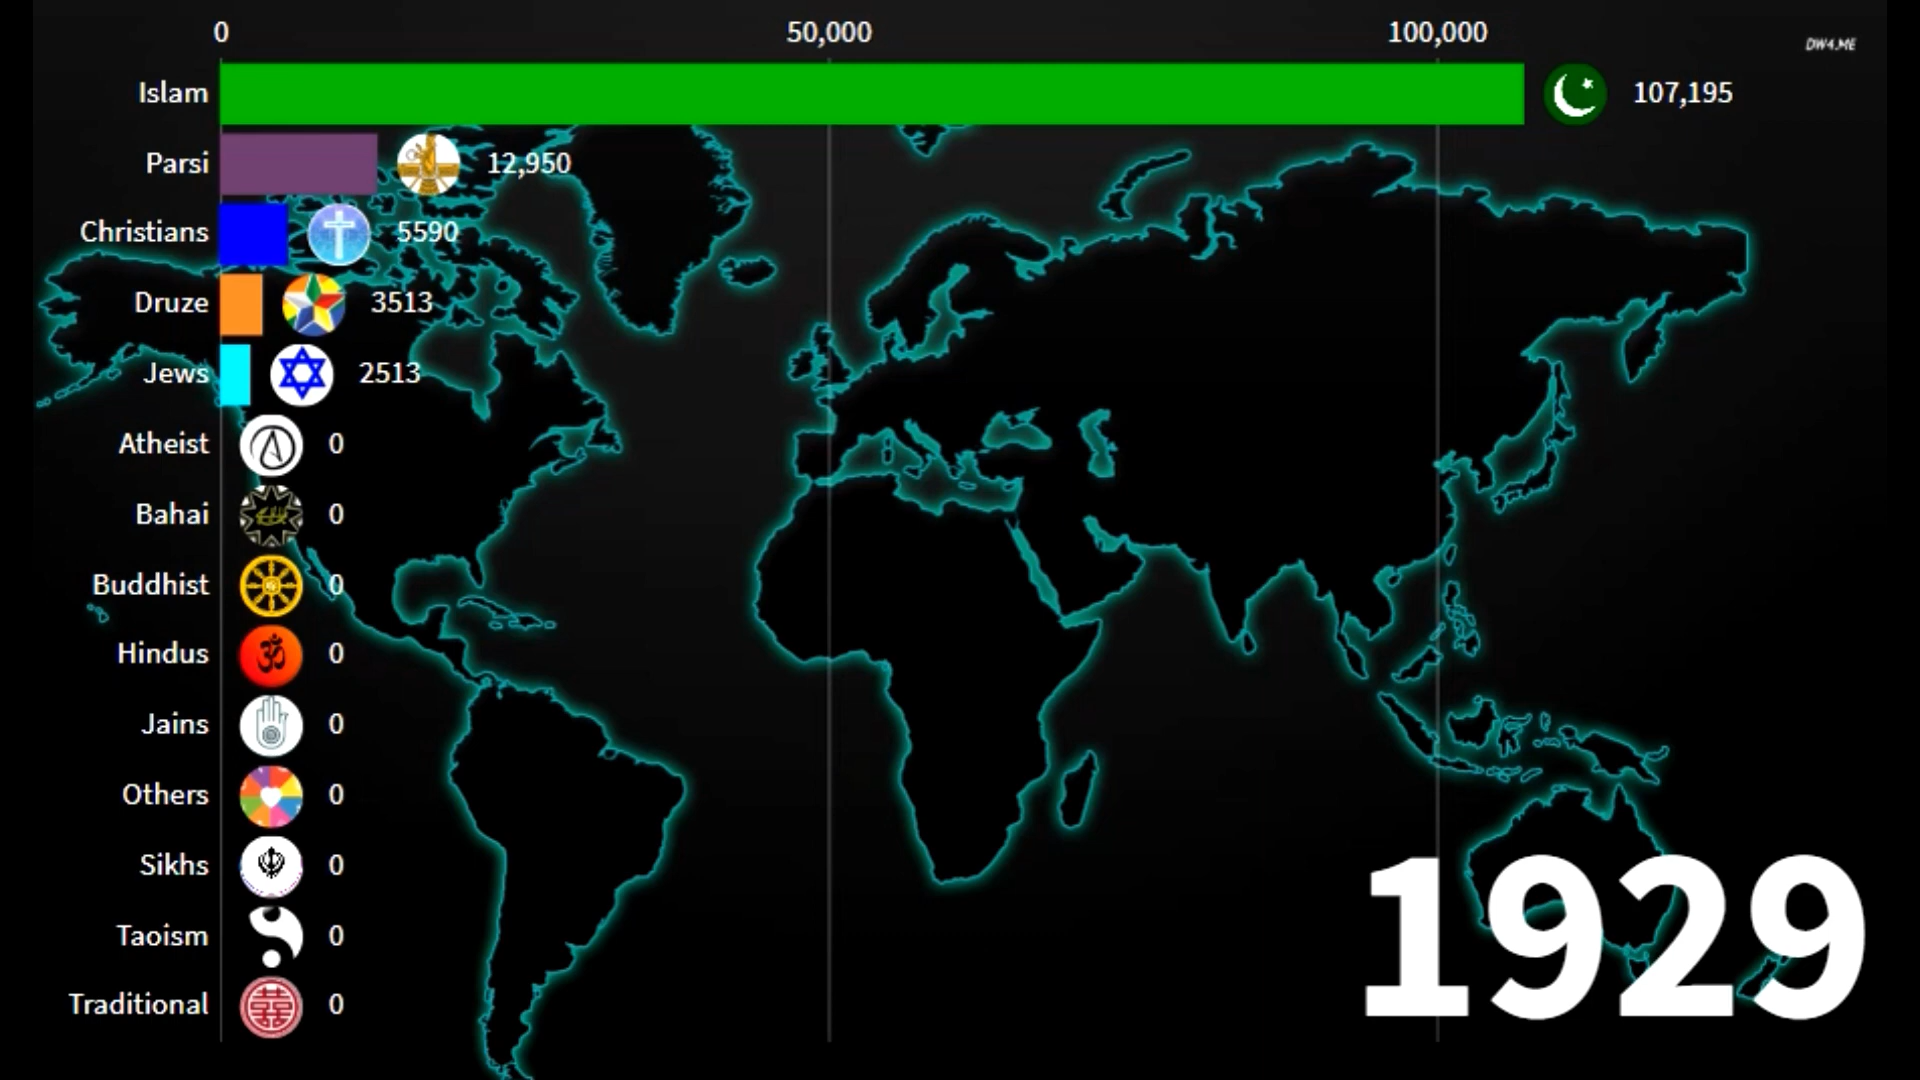 0 50,000 100,000
DW4.ME
Islam 107,195
Parsi 12,950
Christians 5590
Druze 3513
Jews 2513
Atheist 0
Bahai 0
Buddhist 0
Hindus 0
Jains 0
Others 0
Sikhs 0
Taoism 0
Traditional 0
1929